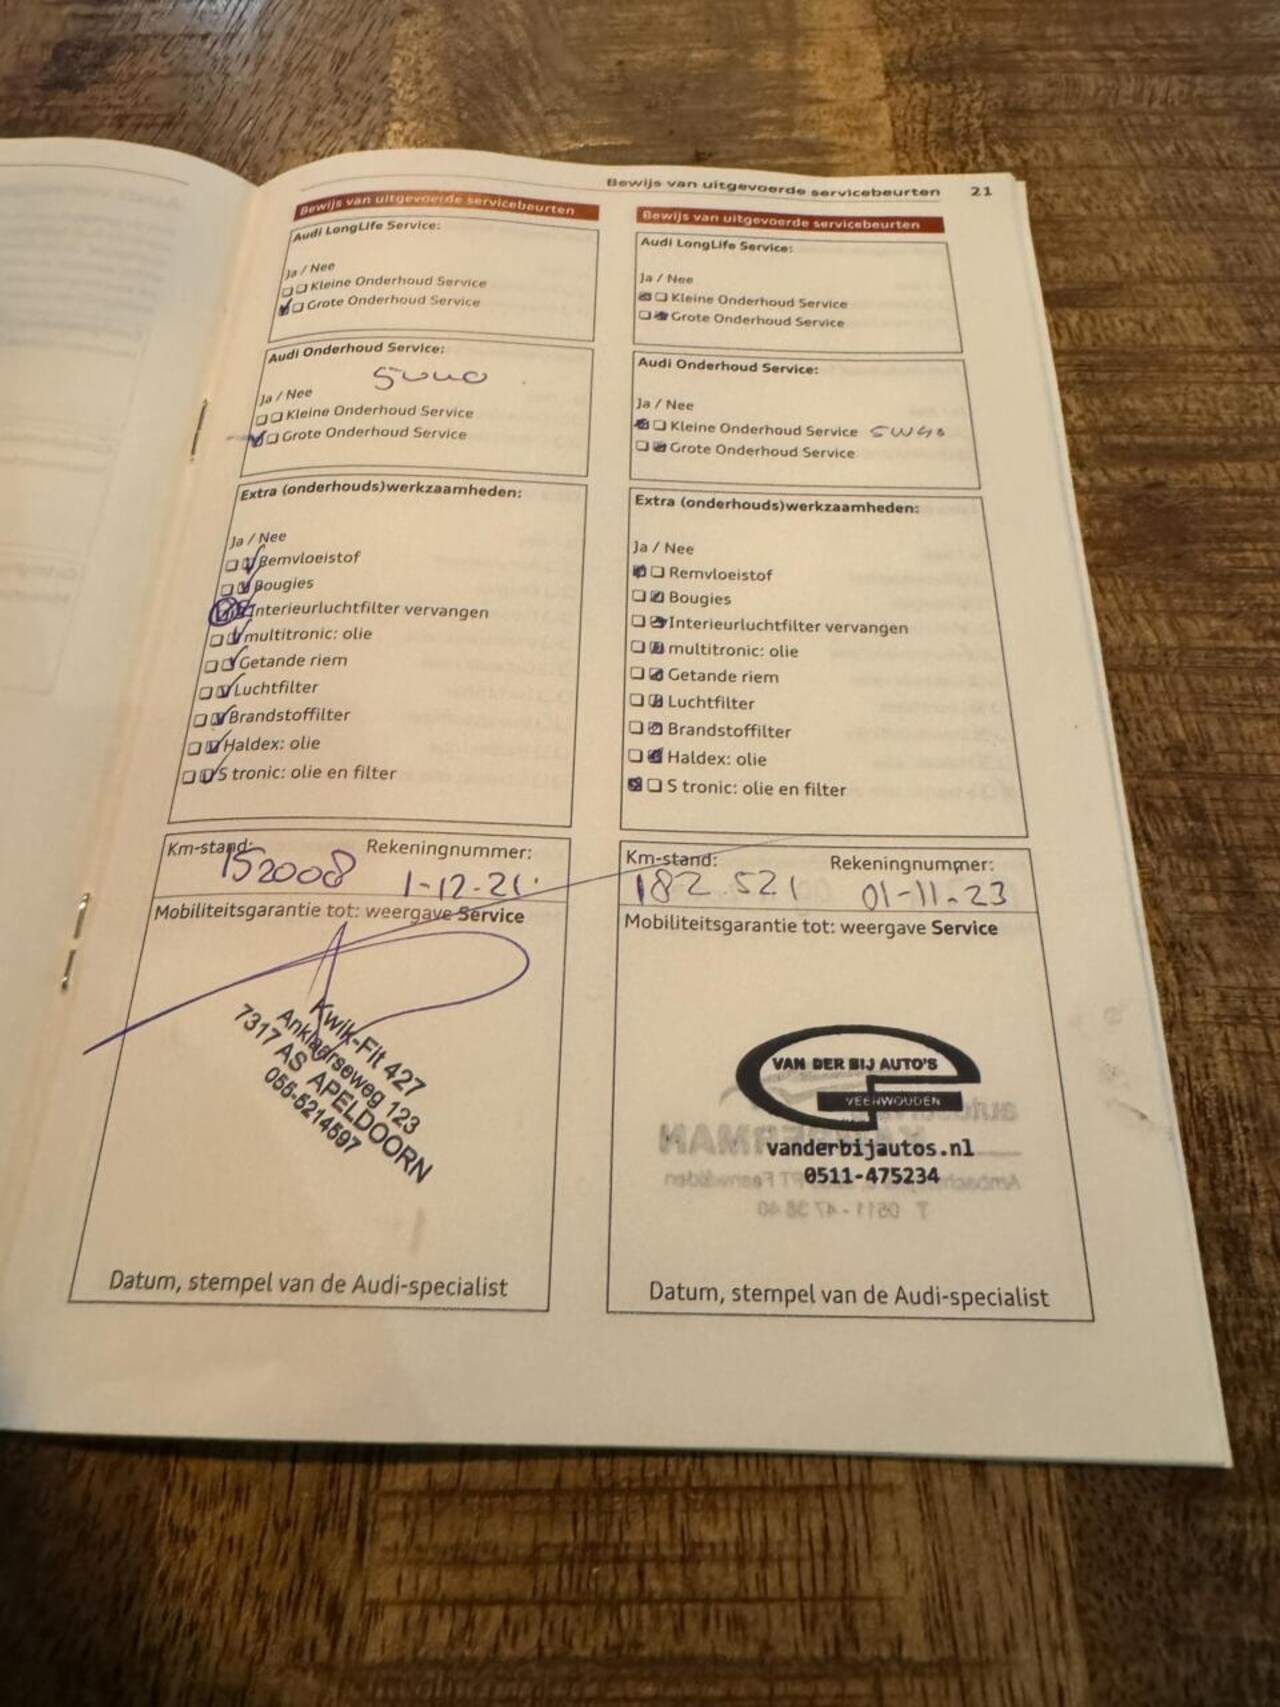 Bewijs van uitgevoerde servicebeurten 21
Bewijs van uitgevoerde servicebeurten
Audi LongLife Service:
Ja / Nee
Kleine Onderhoud Service
Grote Onderhoud Service
Audi Onderhoud Service:
Ja / Nee
Kleine Onderhoud Service
Grote Onderhoud Service
Extra (onderhouds)werkzaamheden:
Ja / Nee
Remvloeistof
Bougies
Interieurluchtfilter vervangen
multitronic: olie
Getande riem
Luchtfilter
Brandstoffilter
Haldex: olie
S tronic: olie en filter
Km-stand: Rekeningnummer:
152008 1-12-21.
Mobiliteitsgarantie tot: weergave Service
Kwik-Fit 427
Anklaarseweg 123
7317 AS APELDOORN
055-5214597
Datum, stempel van de Audi-specialist
Bewijs van uitgevoerde servicebeurten
Audi LongLife Service:
Ja / Nee
Kleine Onderhoud Service
Grote Onderhoud Service
Audi Onderhoud Service:
Ja / Nee
Kleine Onderhoud Service 5W40
Grote Onderhoud Service
Extra (onderhouds)werkzaamheden:
Ja / Nee
Remvloeistof
Bougies
Interieurluchtfilter vervangen
multitronic: olie
Getande riem
Luchtfilter
Brandstoffilter
Haldex: olie
S tronic: olie en filter
Km-stand: Rekeningnummer:
182.521 01-11-23
Mobiliteitsgarantie tot: weergave Service
VAN DER BIJ AUTO'S
VEENWOUDEN
vanderbijautos.nl
0511-475234
Datum, stempel van de Audi-specialist